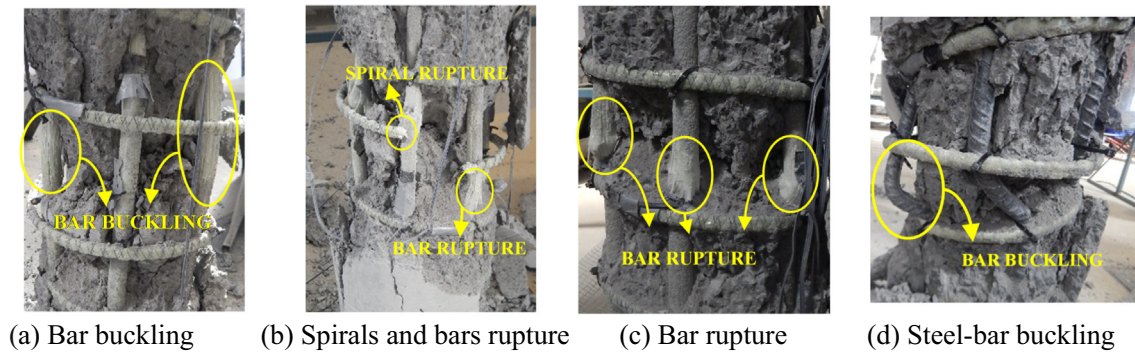 BAR BUCKLING
SPIRAL RUPTURE
BAR RUPTURE
BAR RUPTURE
BAR BUCKLING
(a) Bar buckling
(b) Spirals and bars rupture
(c) Bar rupture
(d) Steel-bar buckling